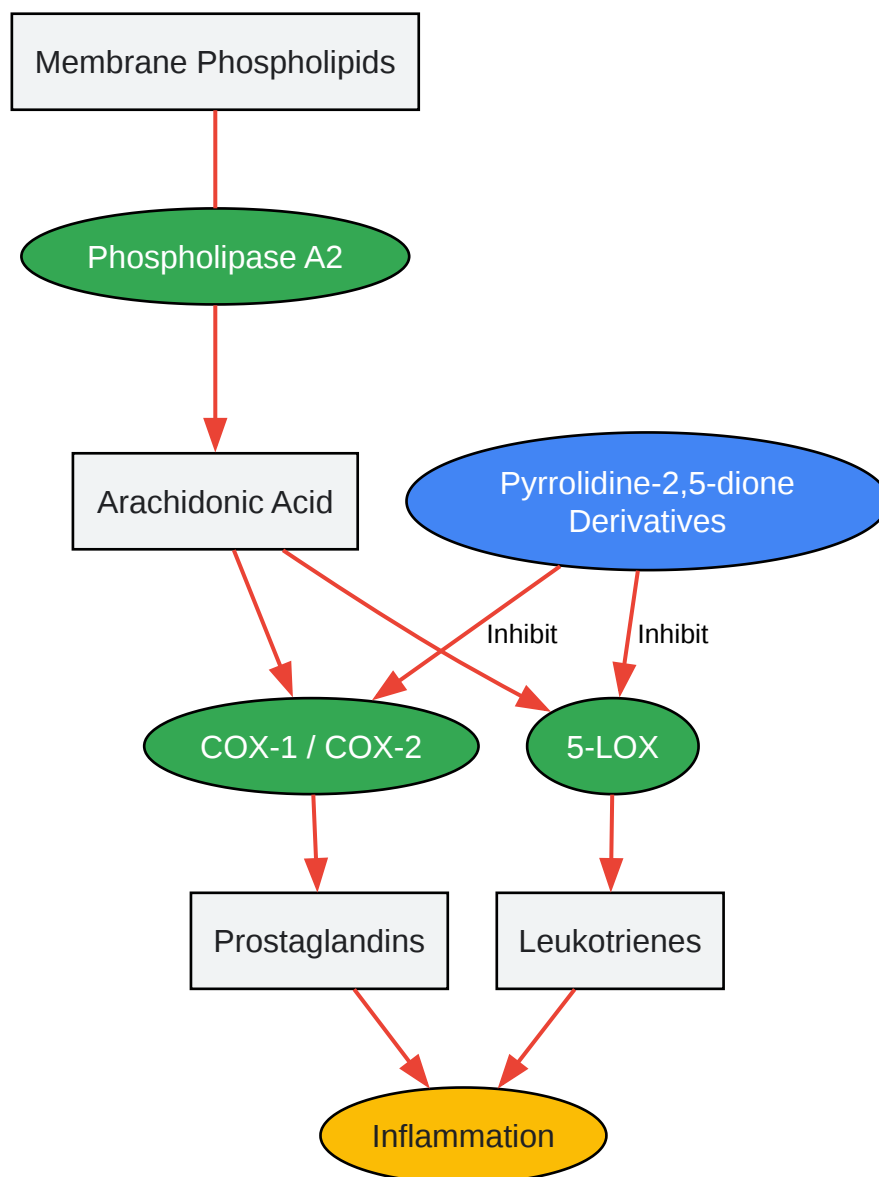 Membrane Phospholipids
Phospholipase A2
Arachidonic Acid
Pyrrolidine-2,5-dione
Derivatives
Inhibit
Inhibit
COX-1 / COX-2
5-LOX
Prostaglandins
Leukotrienes
Inflammation